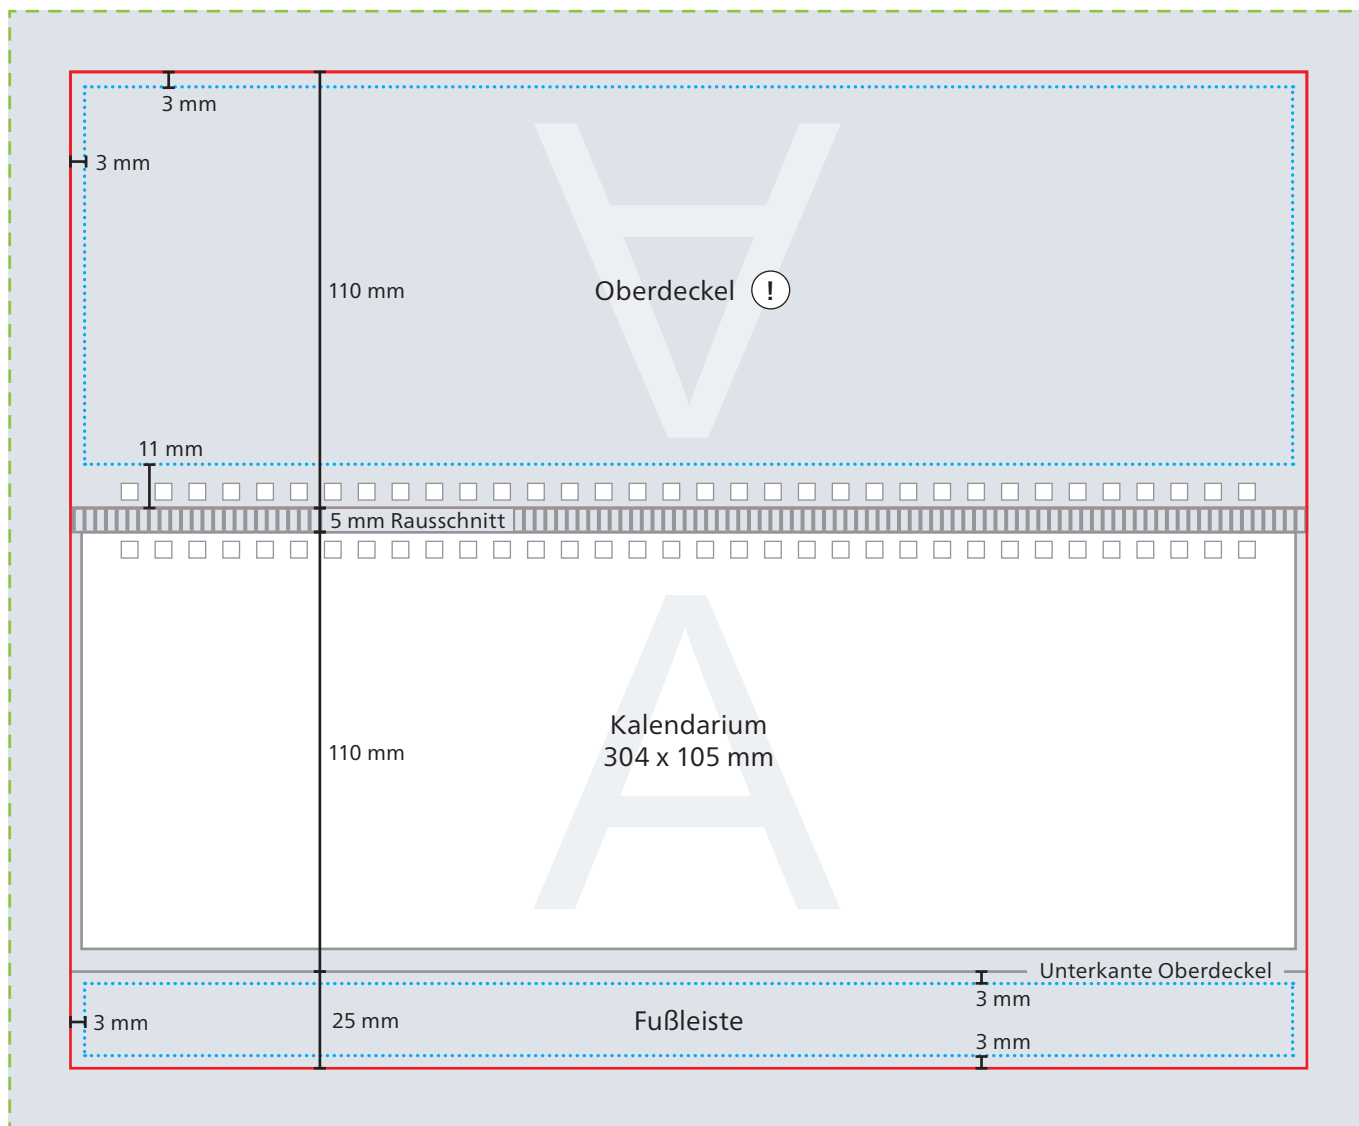 3 mm
3 mm
A
110 mm
Oberdeckel !
11 mm
5 mm Rausschnitt
A
Kalendarium
304 x 105 mm
110 mm
Unterkante Oberdeckel
3 mm
3 mm
25 mm
Fußleiste
3 mm